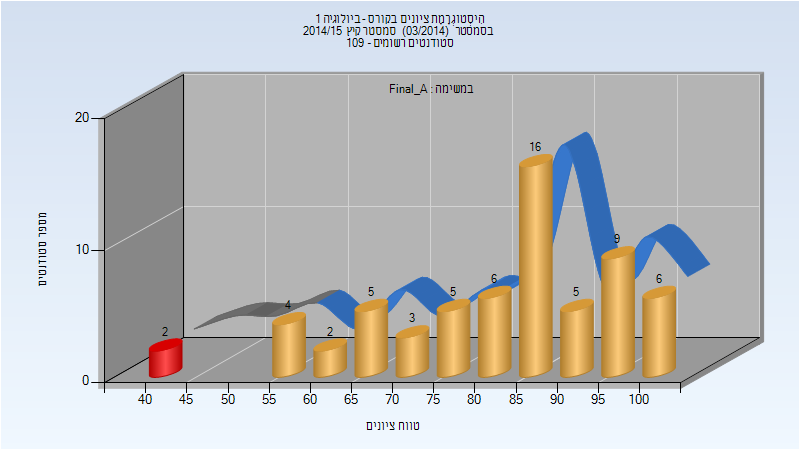 היסטוגרמת ציונים בקורס - ביולוגיה 1
בסמסטר (03/2014) סמסטר קיץ 2014/15
סטודנטים רשומים - 109
במשימה : Final_A
מספר סטודנטים
20
10
0
2
4
2
5
3
5
6
16
5
9
6
40 45 50 55 60 65 70 75 80 85 90 95 100
טווח ציונים